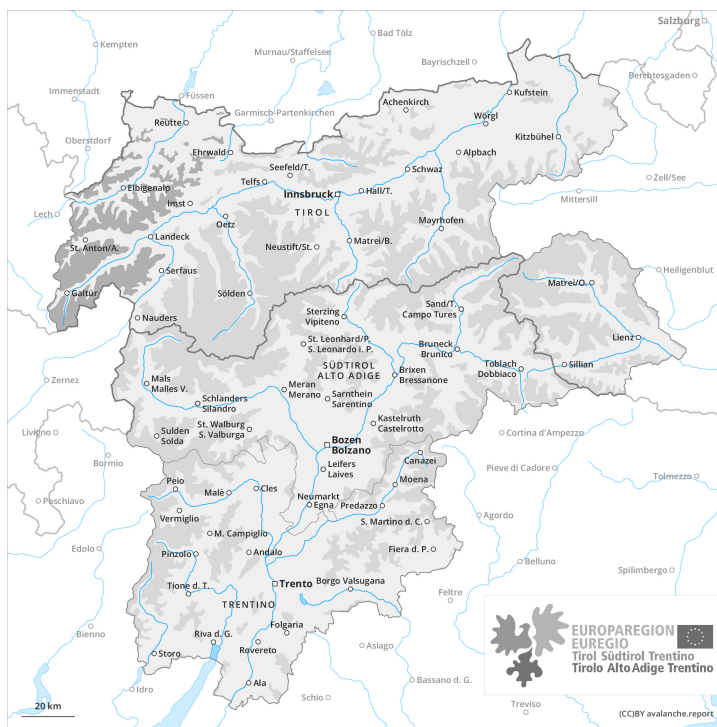 Salzburg
Kempten
Bad Tölz
Murnau/Staffelsee
Bayrischzell
Berchtesgaden
Immenstadt
Füssen
Kufstein
Achenkirch
Garmisch-Partenkirchen
Reutte
Wörgl
Oberstdorf
Kitzbühel
Ehrwald
Alpbach
Seefeld/T.
Schwaz
Zell/See
Telfs
Elbigenalp
Innsbruck
Hall/T.
Mittersill
Imst
TIROL
Lech
Oetz
Mayrhofen
St. Anton/A.
Landeck
Neustift/St.
Matrei/B.
Serfaus
Heiligenblut
Matrei/O.
Galtür
Sölden
Sand/T.
Campo Tures
Nauders
Sterzing
Vipiteno
Lienz
St. Leonhard/P.
S. Leonardo i. P.
Bruneck
Brunico
Toblach
Dobbiaco
Sillian
SÜDTIROL
ALTO ADIGE
Brixen
Bressanone
Zernez
Mals
Malles V.
Meran
Merano
Schlanders
Silandro
Sarnthein
Sarentino
Kastelruth
Castelrotto
St. Walburg
S. Valburga
Livigno
Sulden
Solda
Cortina d'Ampezzo
Bozen
Bolzano
Bormio
Canazei
Pieve di Cadore
Leifers
Laives
Tolmezzo
Peio
Moena
Poschiavo
Malè
Cles
Neumarkt
Egna
Predazzo
Vermiglio
Agordo
S. Martino d. C.
M. Campiglio
Edolo
Pinzolo
Andalo
Fiera d. P.
Belluno
Spilimbergo
Trento
Tione d. T.
Borgo Valsugana
Feltre
TRENTINO
Bienno
Folgaria
Riva d. G.
Rovereto
Asiago
Storo
Ala
Idro
Schio
Bassano d. G.
Treviso
EUROPAREGION
EUREGIO
Tirol Südtirol Trentino
Tirolo Alto Adige Trentino
20 km
(CC)BY avalanche.report